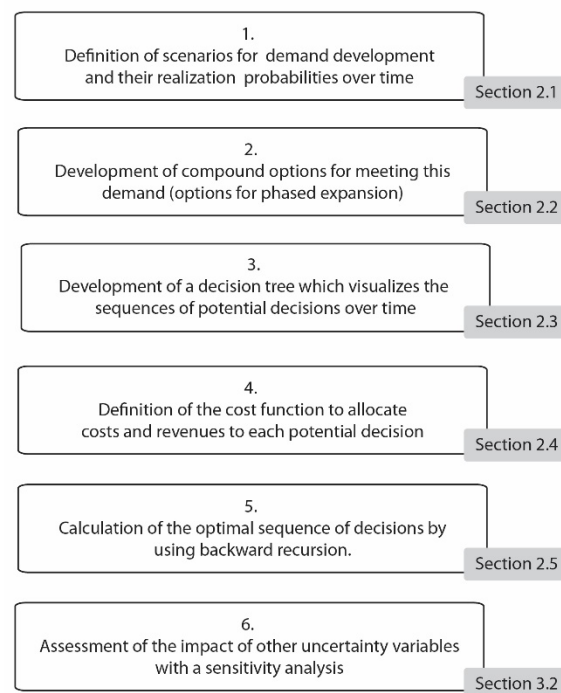 1.
Definition of scenarios for demand development
and their realization probabilities over time
Section 2.1
2.
Development of compound options for meeting this
demand (options for phased expansion)
Section 2.2
3.
Development of a decision tree which visualizes the
sequences of potential decisions over time
Section 2.3
4.
Definition of the cost function to allocate
costs and revenues to each potential decision
Section 2.4
5.
Calculation of the optimal sequence of decisions by
using backward recursion.
Section 2.5
6.
Assessment of the impact of other uncertainty variables
with a sensitivity analysis
Section 3.2